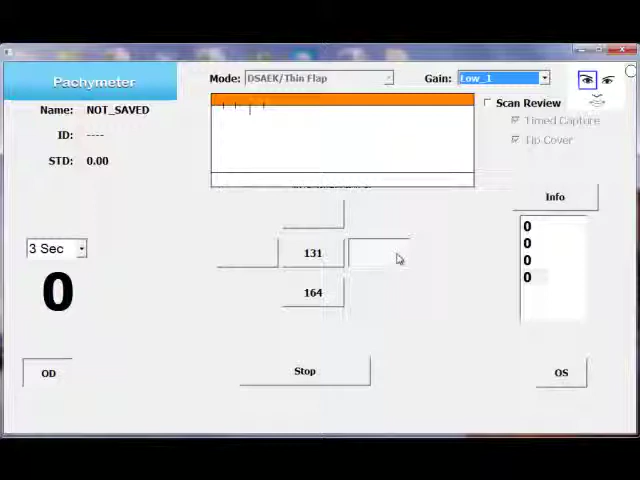 Pachymeter
Mode: DSAEK/Thin Flap
Gain: Low_1
Name: NOT_SAVED
Scan Review
Timed Capture
ID: ----
Tip Cover
STD: 0.00
Info
0
0
0
0
3 Sec
131
0
164
OD
Stop
OS